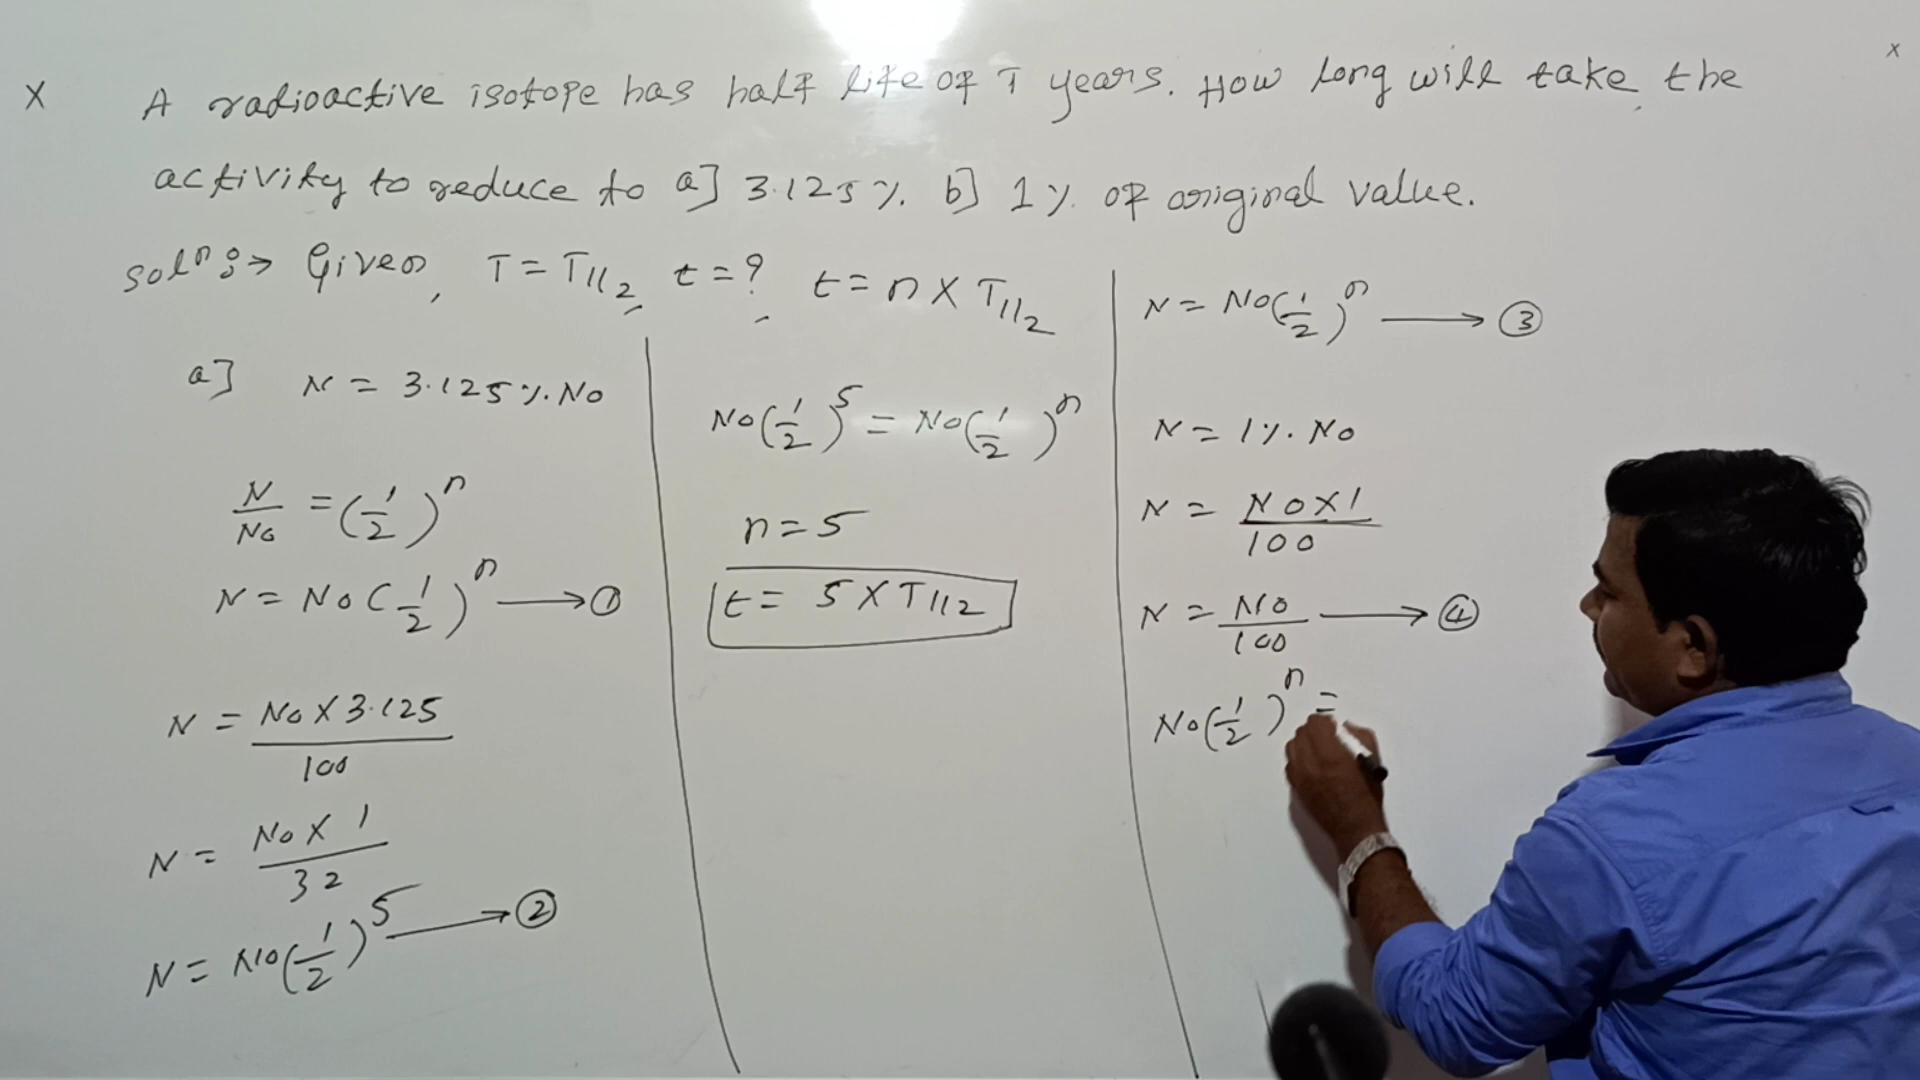 X A radioactive isotope has half life of T years. How long will take the X
activity to reduce to a] 3.125%. b] 1%. of original value.
Soln:→ Given, T = T1/2, t = ? t = n X T1/2
a] N = 3.125%. No
N/No = (1/2)^n
N = No(1/2)^n → ①
N = No X 3.125/100
N = No X 1/32
N = No(1/2)^5 → ②
No(1/2)^5 = No(1/2)^n
n = 5
t = 5 X T1/2
N = No(1/2)^n → ③
N = 1%. No
N = No X 1/100
N = No/100 → ④
No(1/2)^n =